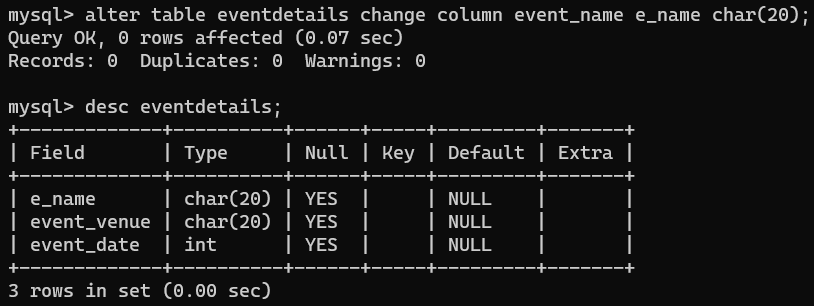 mysql> alter table eventdetails change column event_name e_name char(20);
Query OK, 0 rows affected (0.07 sec)
Records: 0  Duplicates: 0  Warnings: 0

mysql> desc eventdetails;
+-------------+----------+------+-----+---------+-------+
| Field       | Type     | Null | Key | Default | Extra |
+-------------+----------+------+-----+---------+-------+
| e_name      | char(20) | YES  |     | NULL    |       |
| event_venue | char(20) | YES  |     | NULL    |       |
| event_date  | int      | YES  |     | NULL    |       |
+-------------+----------+------+-----+---------+-------+
3 rows in set (0.00 sec)